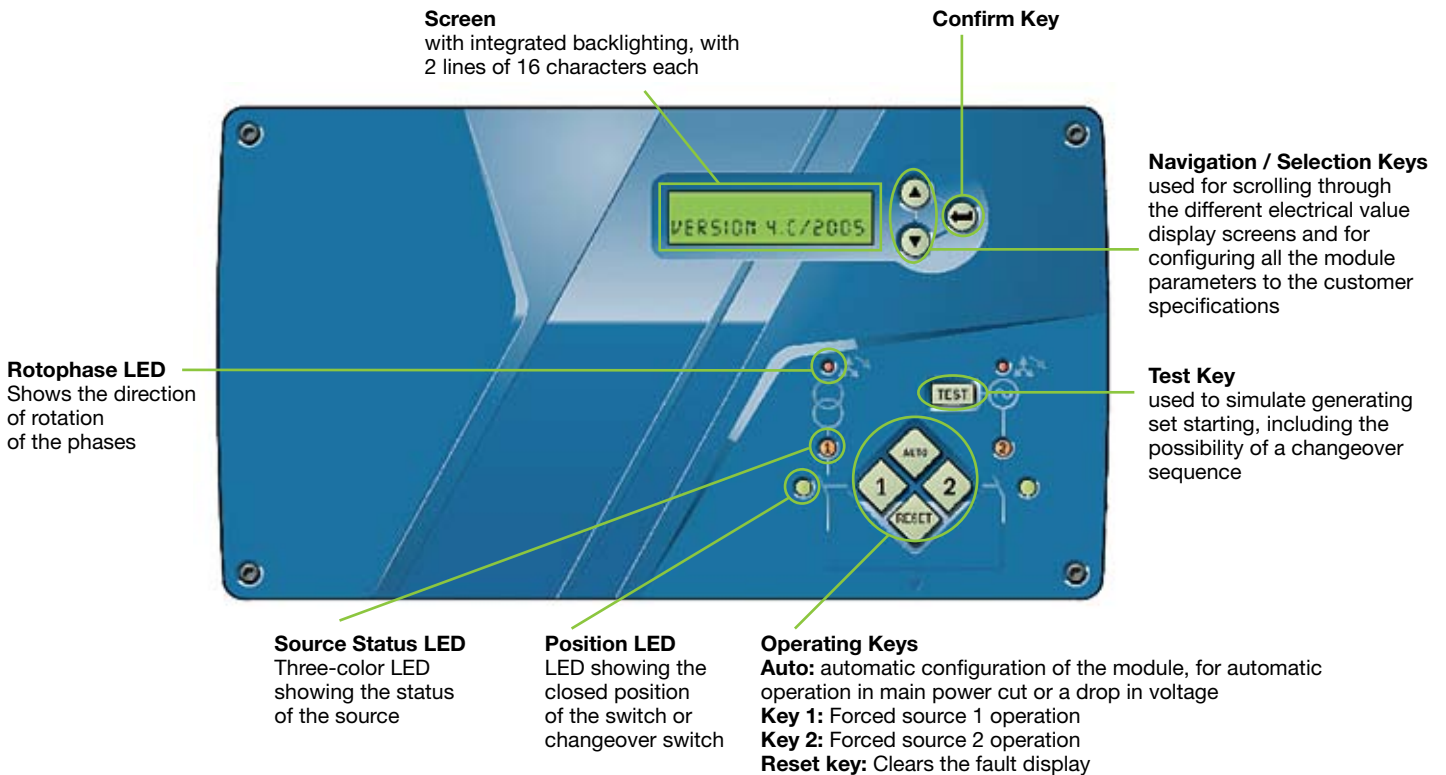 Screen
with integrated backlighting, with
2 lines of 16 characters each
Confirm Key
VERSION 4.C/2005
Navigation / Selection Keys
used for scrolling through
the different electrical value
display screens and for
configuring all the module
parameters to the customer
specifications
Rotophase LED
Shows the direction
of rotation
of the phases
TEST
Test Key
used to simulate generating
set starting, including the
possibility of a changeover
sequence
1
AUTO
2
1
2
RESET
Source Status LED
Three-color LED
showing the status
of the source
Position LED
LED showing the
closed position
of the switch or
changeover switch
Operating Keys
Auto: automatic configuration of the module, for automatic
operation in main power cut or a drop in voltage
Key 1: Forced source 1 operation
Key 2: Forced source 2 operation
Reset key: Clears the fault display